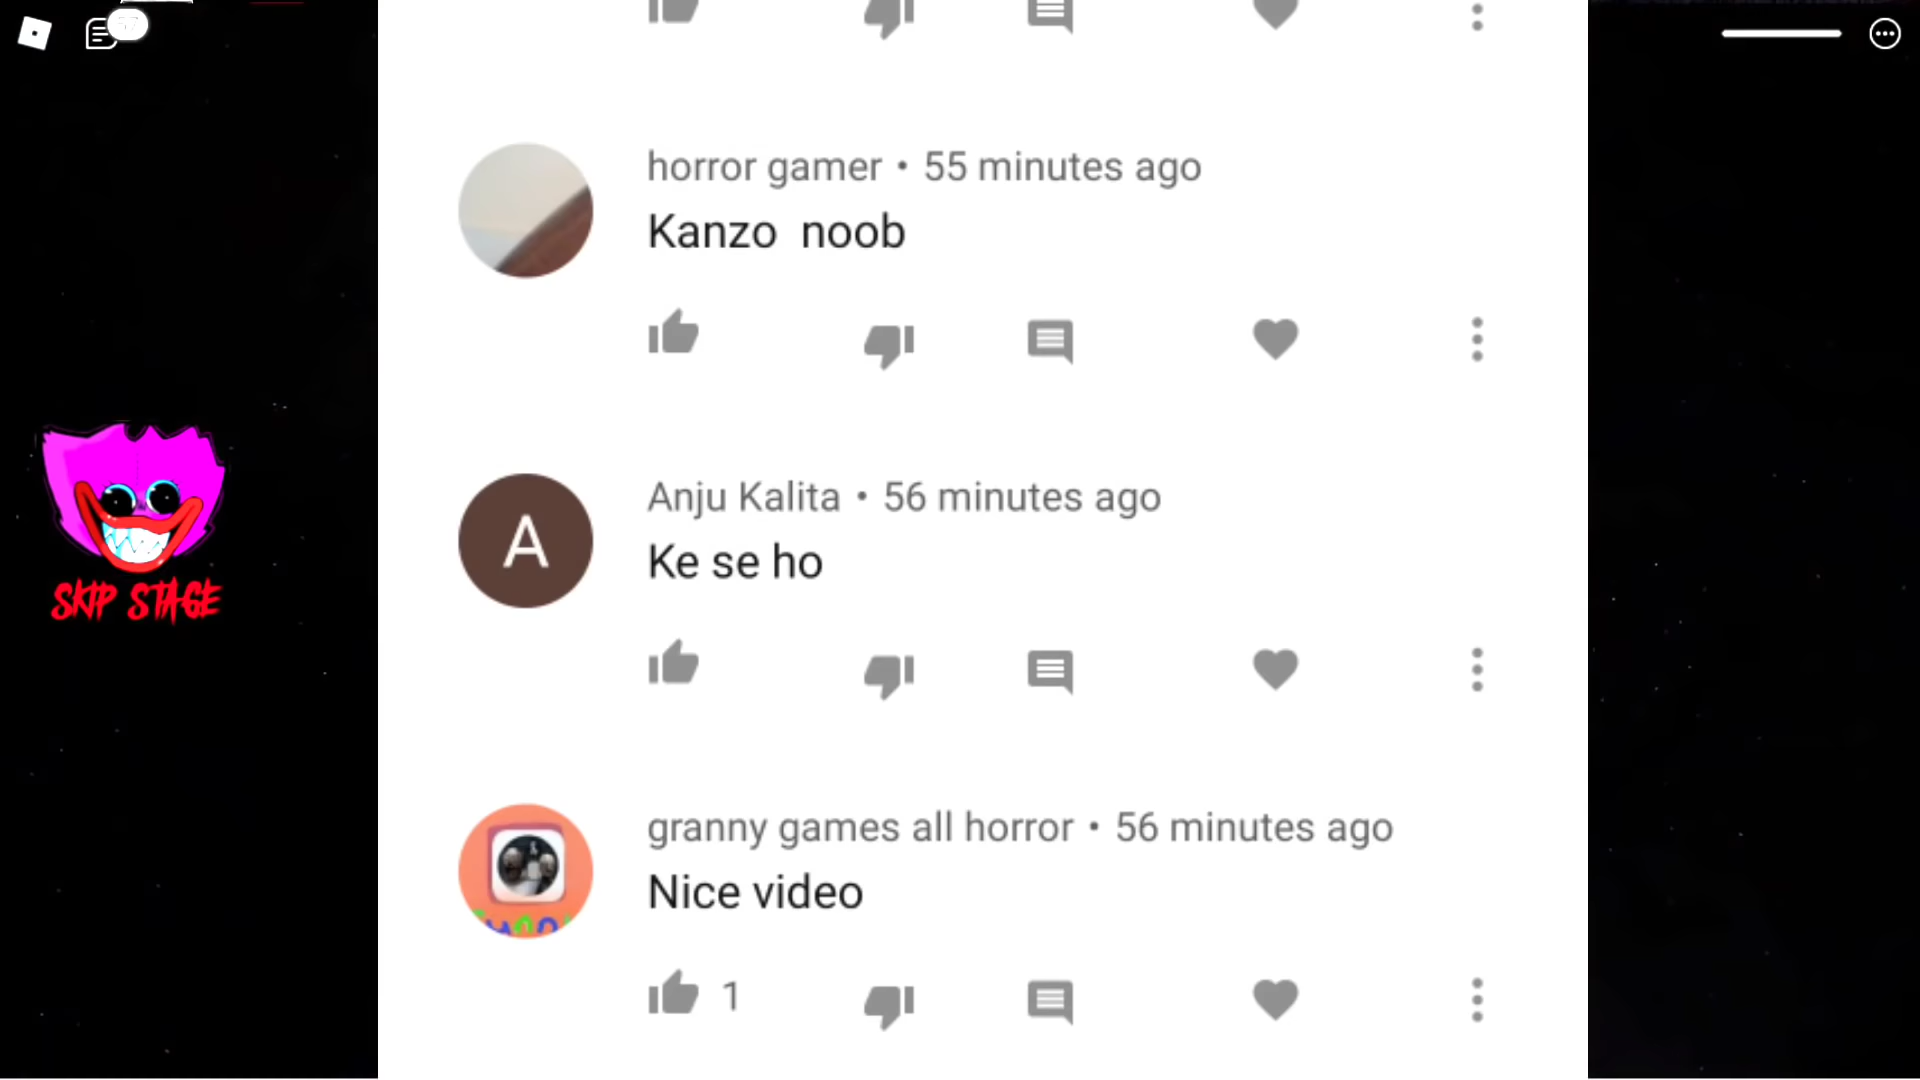 horror gamer • 55 minutes ago
Kanzo noob
A
Anju Kalita • 56 minutes ago
Ke se ho
SKIP STAGE
granny games all horror • 56 minutes ago
Nice video
1